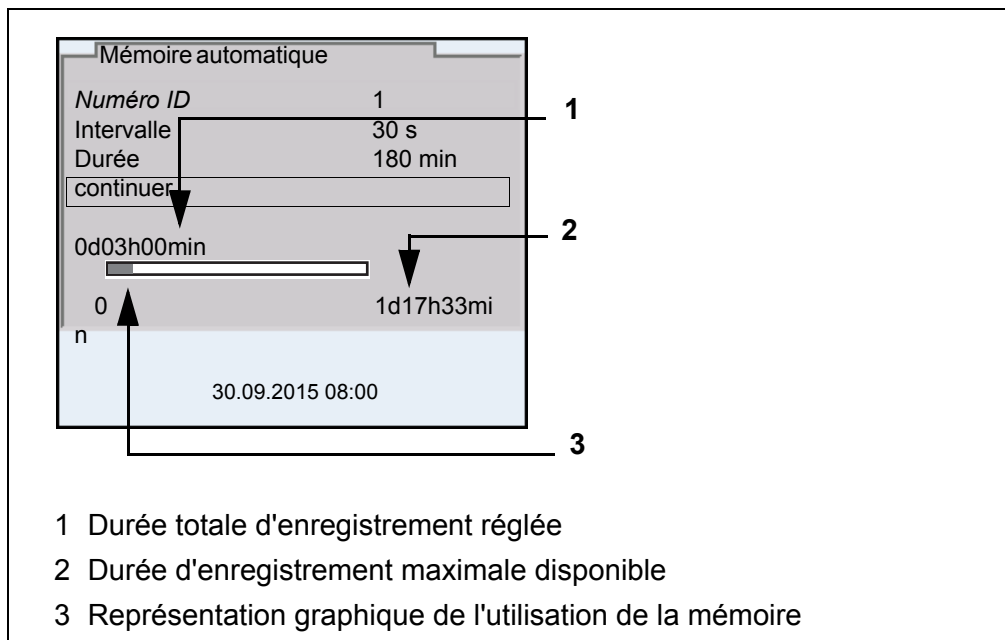 Mémoire automatique
Numéro ID 1
Intervalle 30 s
Durée 180 min
continuer
0d03h00min
0 1d17h33mi
n
30.09.2015 08:00
1
2
3
1 Durée totale d'enregistrement réglée
2 Durée d'enregistrement maximale disponible
3 Représentation graphique de l'utilisation de la mémoire